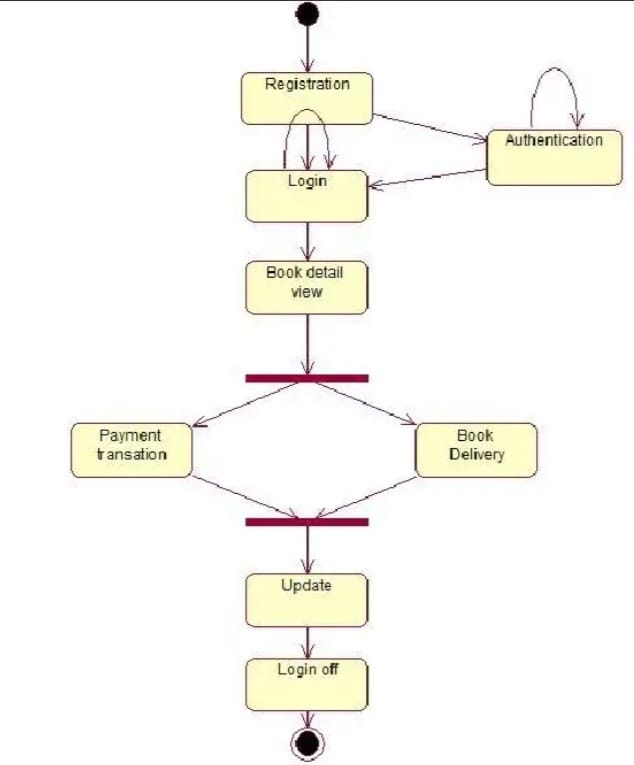 Registration
Authentication
Login
Book detail
view
Payment
transation
Book
Delivery
Update
Login off